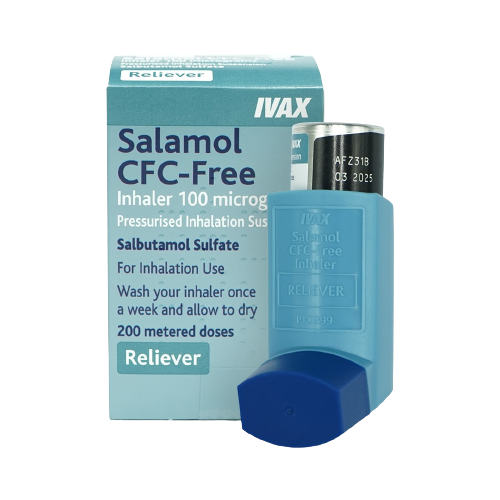 Salbutamol Sulfate
Reliever
IVAX
Salamol
CFC-Free
Inhaler 100 microg
Pressurised Inhalation Sus
Salbutamol Sulfate
For Inhalation Use
Wash your inhaler once
a week and allow to dry
200 metered doses
Reliever
AFZ31B
03 2025
IVAX
Salamol
CFC-Free
Inhaler
RELIEVER